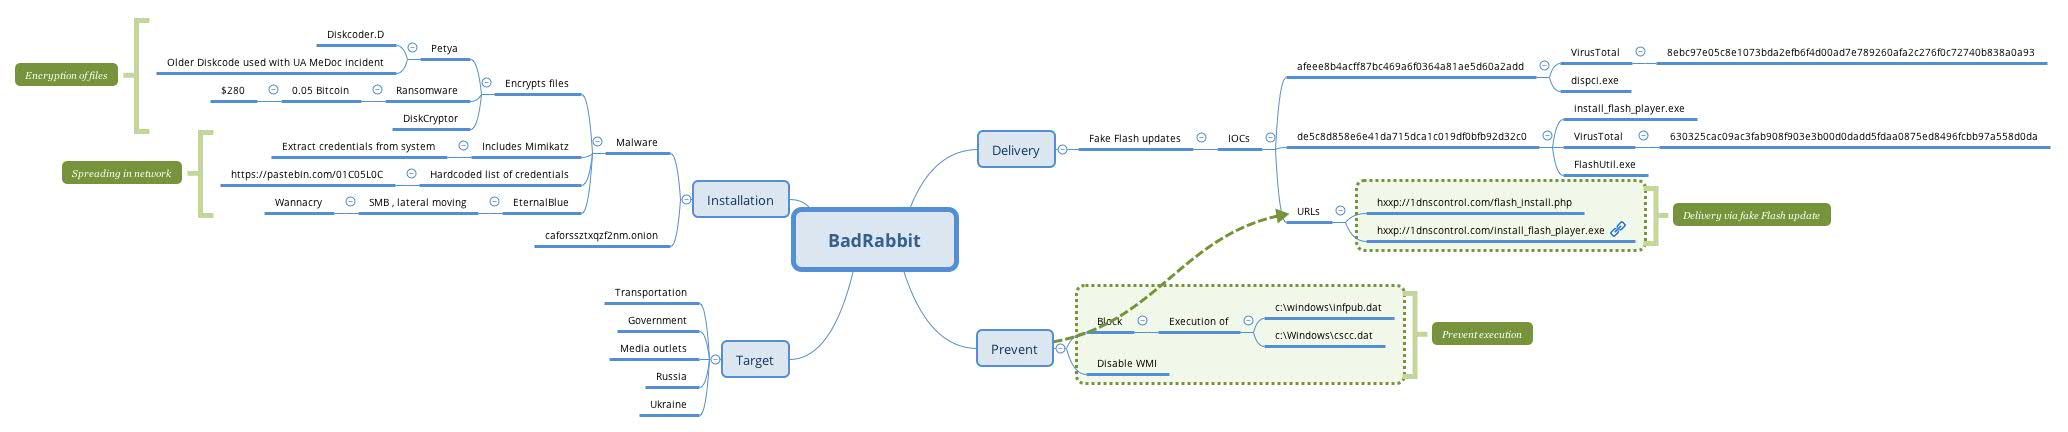 Diskcoder.D
Petya
Older Diskcode used with UA MeDoc incident
Encryption of files
Encrypts files
$280
0.05 Bitcoin
Ransomware
DiskCryptor
Malware
Extract credentials from system
Includes Mimikatz
Spreading in network
https://pastebin.com/01C05L0C
Hardcoded list of credentials
Wannacry
SMB , lateral moving
EternalBlue
Installation
caforssztxqzf2nm.onion
BadRabbit
Transportation
Government
Media outlets
Target
Russia
Ukraine
Delivery
Fake Flash updates
IOCs
afeee8b4acff87bc469a6f0364a81ae5d60a2add
VirusTotal
8ebc97e05c8e1073bda2efb6f4d00ad7e789260afa2c276f0c72740b838a0a93
dispci.exe
de5c8d858e6e41da715dca1c019df0bfb92d32c0
install_flash_player.exe
VirusTotal
630325cac09ac3fab908f903e3b00d0dadd5fdaa0875ed8496fcbb97a558d0da
FlashUtil.exe
URLs
hxxp://1dnscontrol.com/flash_install.php
hxxp://1dnscontrol.com/install_flash_player.exe
Delivery via fake Flash update
Prevent
Block
Execution of
c:\windows\infpub.dat
c:\Windows\cscc.dat
Disable WMI
Prevent execution